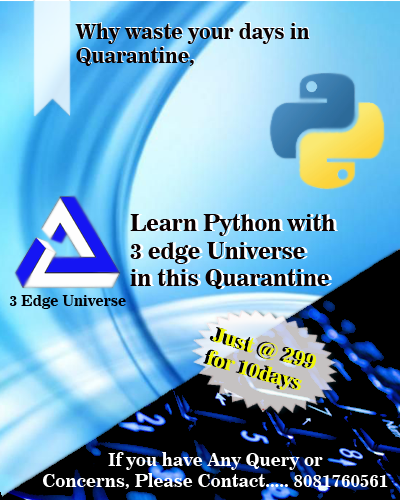 Why waste your days in
Quarantine,
Learn Python with
3 edge Universe
in this Quarantine
3 Edge Universe
Just @ 299
for 10days
If you have Any Query or
Concerns, Please Contact..... 8081760561